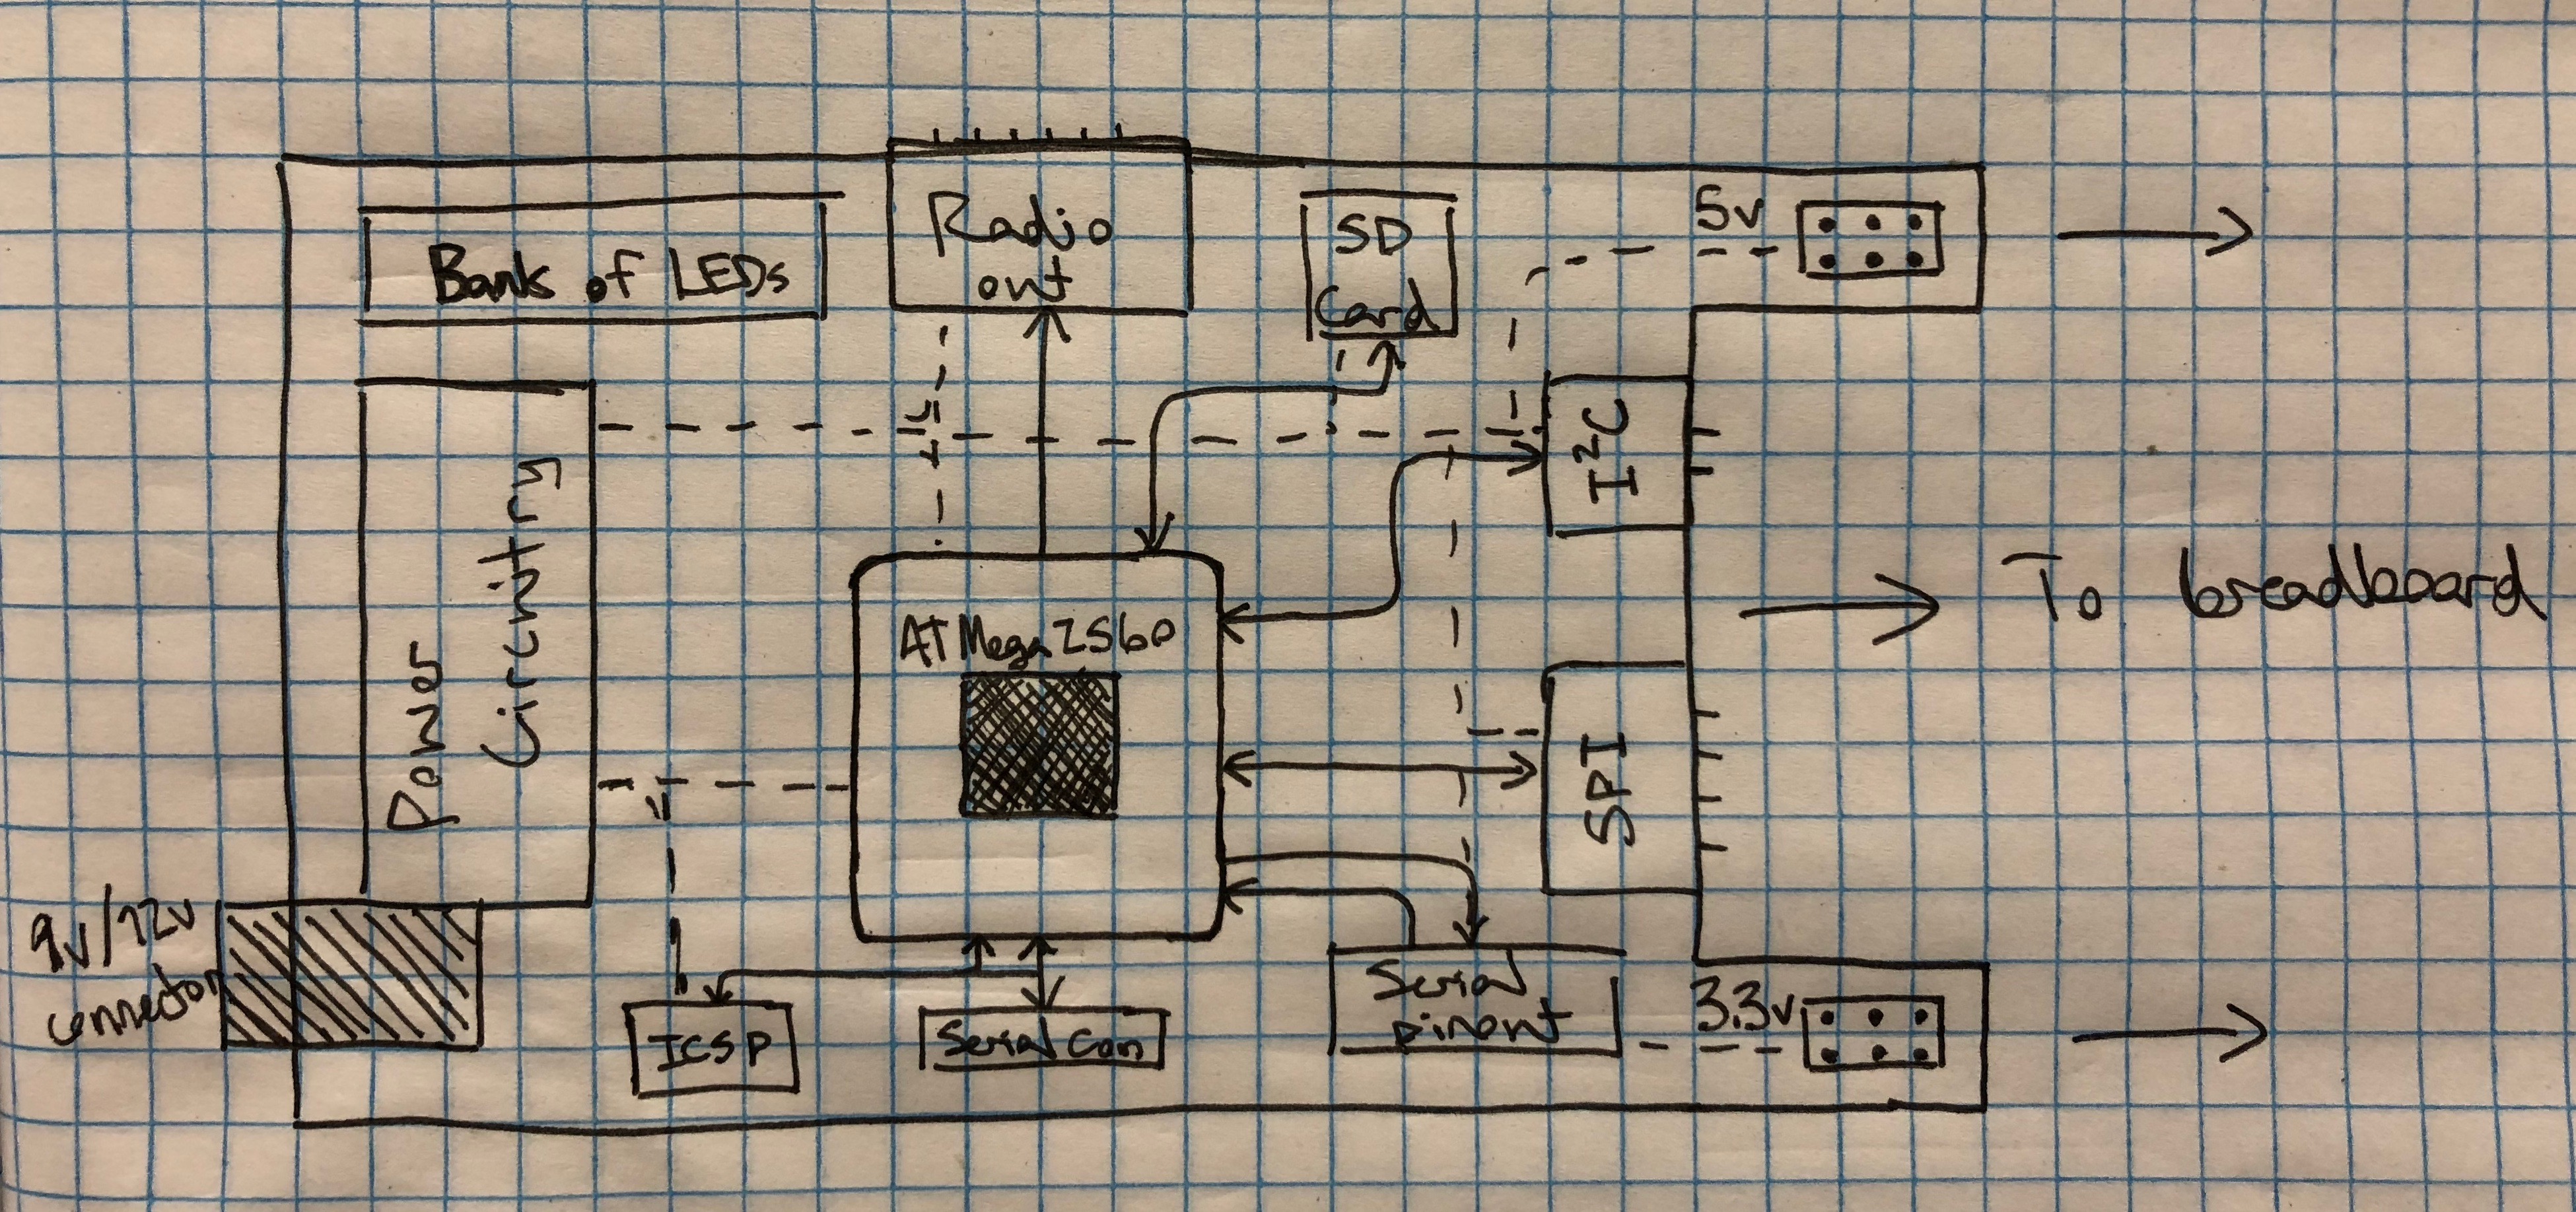 Bank of LEDs
Radio
out
SD
Card
5v
Power
Circuitry
I²C
ATMega2560
To breadboard
SPI
9v/12v
connector
ICSP
Serial Con
Serial
pinout
3.3v